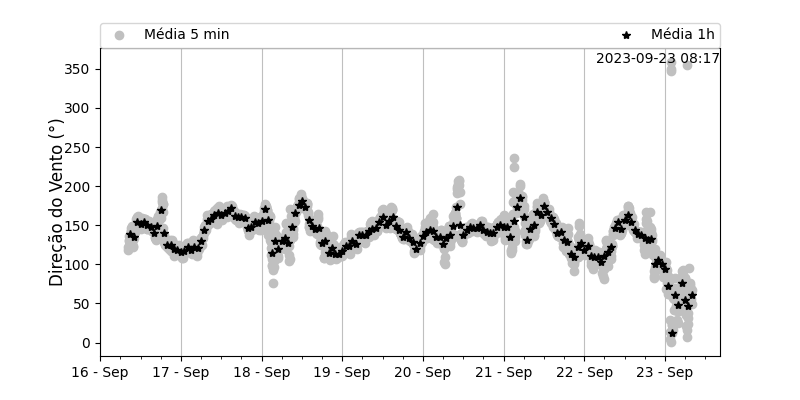 Média 5 min
Média 1h
2023-09-23 08:17
Direção do Vento (°)
350
300
250
200
150
100
50
0
16 - Sep
17 - Sep
18 - Sep
19 - Sep
20 - Sep
21 - Sep
22 - Sep
23 - Sep